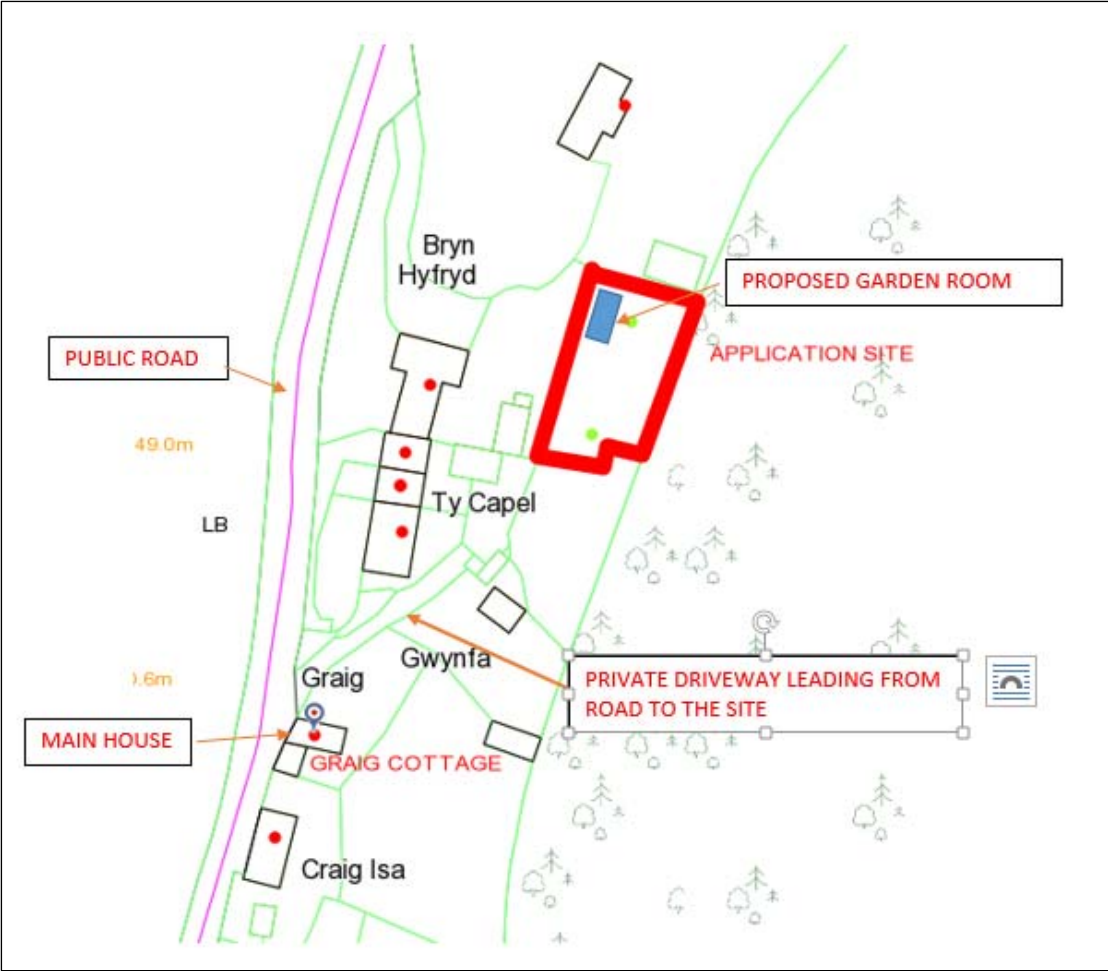 Bryn
Hyfryd
PROPOSED GARDEN ROOM
PUBLIC ROAD
APPLICATION SITE
49.0m
Ty Capel
LB
Gwynfa
Graig
PRIVATE DRIVEWAY LEADING FROM
ROAD TO THE SITE
.6m
MAIN HOUSE
GRAIG COTTAGE
Craig Isa